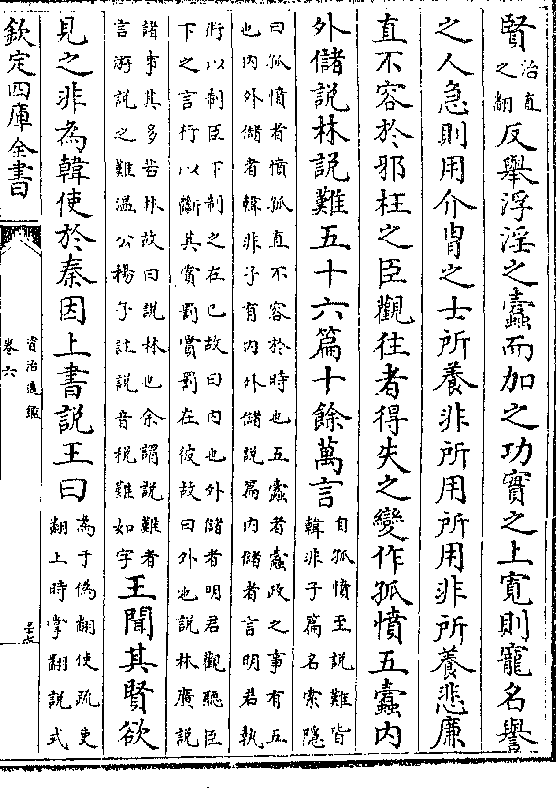 賢治直之翻反舉浮淫之蠹而加之功實之上寛則寵名譽
之人急則用介冑之士所養非所用所用非所養悲廉
直不容於邪枉之臣觀往者得失之變作孤憤五蠹内
外儲說林說難五十六篇十餘萬言自孤憤至說難皆韓非子篇名索隱
曰孤憤者憤孤直不容於時也五蠹者蠹政之事有五
也内外儲者韓非子有内外儲說篇内儲者言明君執
術以制臣下制之在已故曰内也外儲者明君觀聽臣
下之言行以斷其賞罰賞罰在彼故曰外也說林廣說
諸事其多若林故曰說林也余謂說難者
言游說之難温公楊子註說音稅難如字王聞其賢欲
見之非為韓使於秦因上書說王曰為于偽翻使疏吏翻上時掌翻說式
欽定四庫全書
資治通鑑
卷六